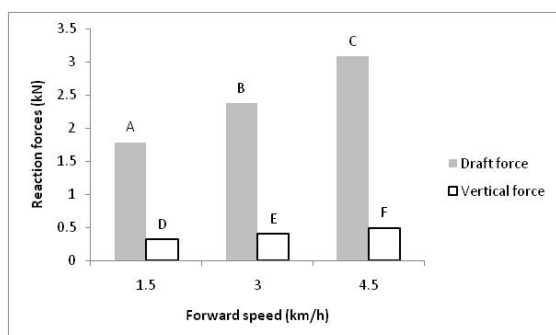 Reaction forces (kN)
3.5
3
2.5
2
1.5
1
0.5
0
A
B
C
D
E
F
1.5
3
4.5
Forward speed (km/h)
Draft force
Vertical force